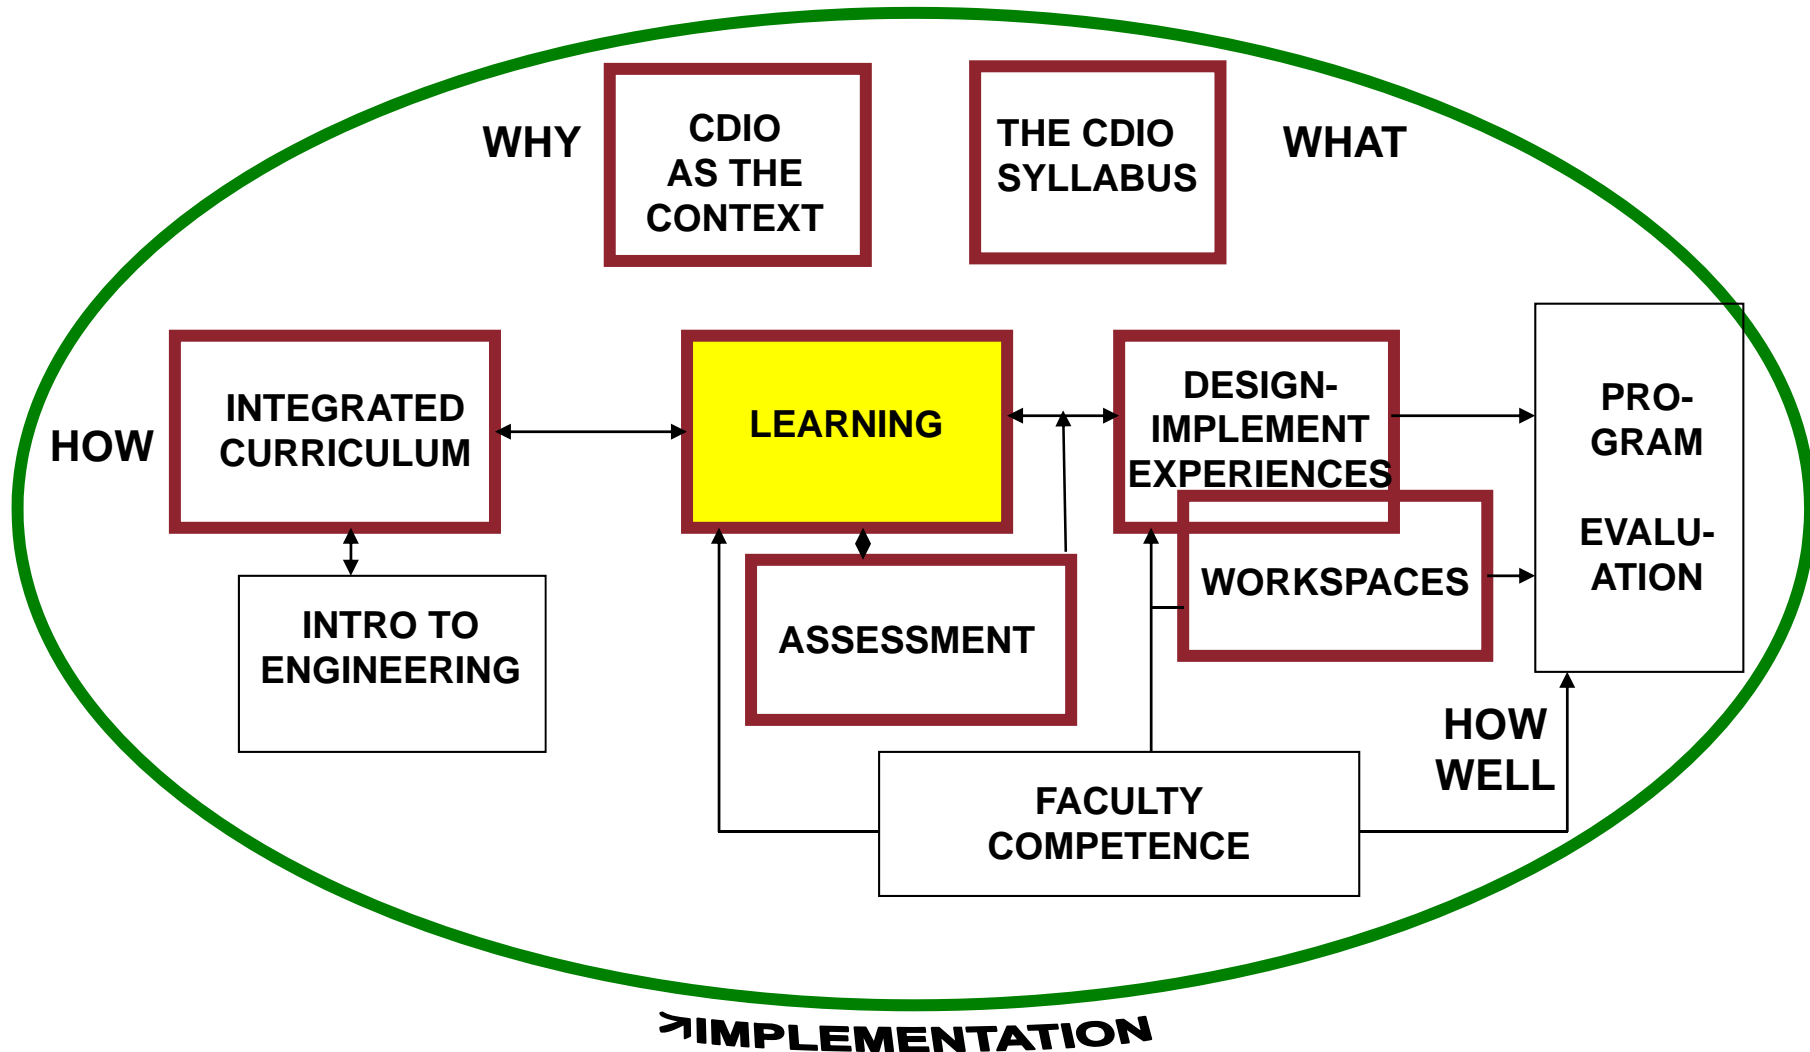 WHY
CDIO
AS THE
CONTEXT
THE CDIO
SYLLABUS
WHAT
HOW
INTEGRATED
CURRICULUM
LEARNING
DESIGN-
IMPLEMENT
EXPERIENCES
PRO-
GRAM
EVALU-
ATION
INTRO TO
ENGINEERING
ASSESSMENT
WORKSPACES
HOW
WELL
FACULTY
COMPETENCE
IMPLEMENTATION